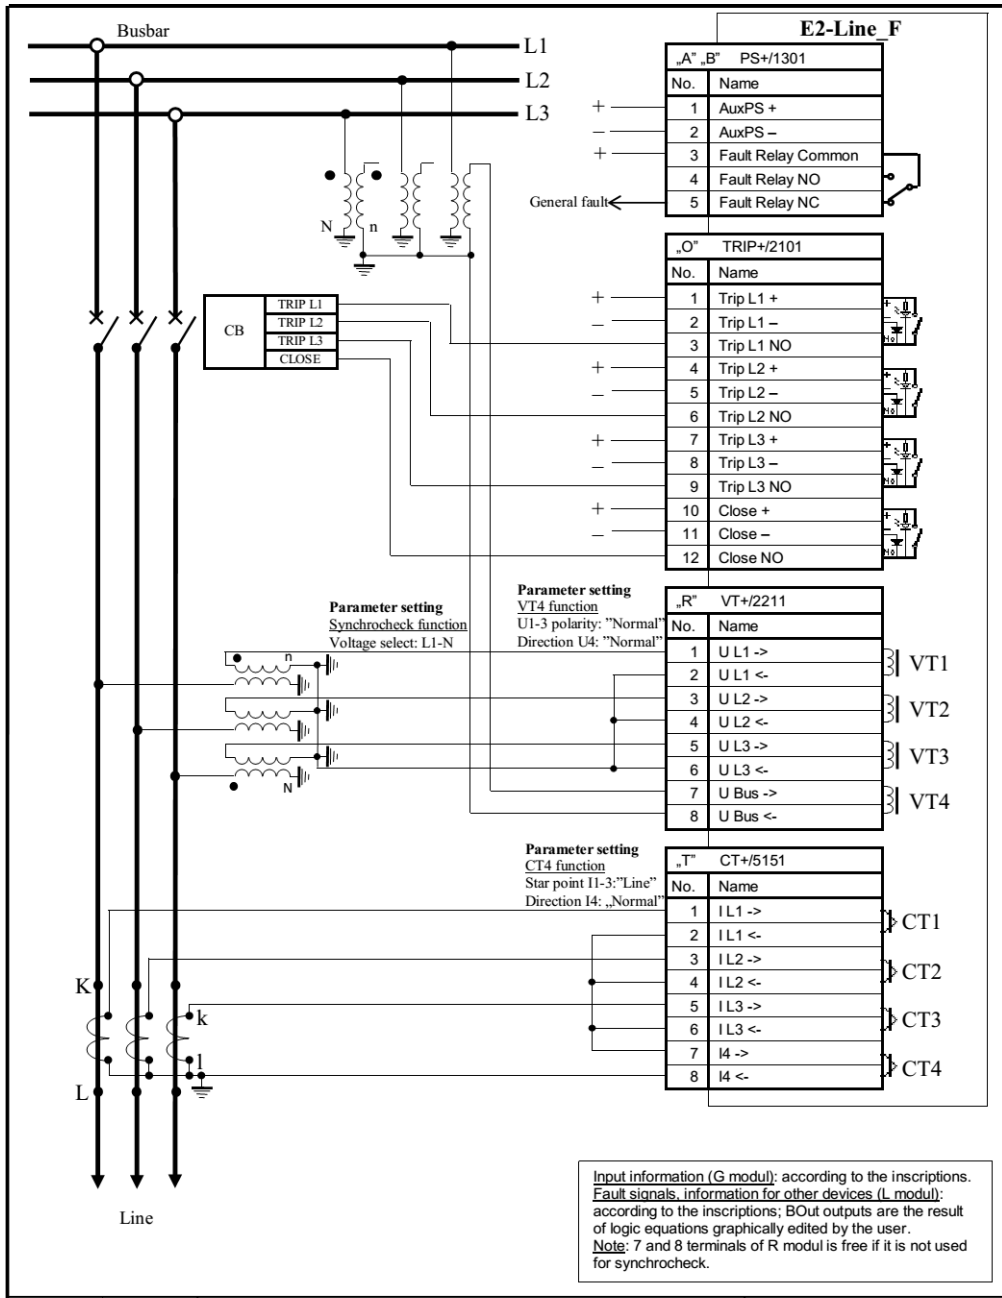 Busbar
L1
L2
L3
N
n
General fault
CB
TRIP L1
TRIP L2
TRIP L3
CLOSE
E2-Line_F
„A” „B” PS+/1301
No. Name
+ 1 AuxPS +
– 2 AuxPS –
+ 3 Fault Relay Common
4 Fault Relay NO
5 Fault Relay NC
„O” TRIP+/2101
No. Name
+ 1 Trip L1 +
– 2 Trip L1 –
3 Trip L1 NO
+ 4 Trip L2 +
– 5 Trip L2 –
6 Trip L2 NO
+ 7 Trip L3 +
– 8 Trip L3 –
9 Trip L3 NO
+ 10 Close +
– 11 Close –
12 Close NO
+ No
+ No
+ No
+ No
Parameter setting
Synchrocheck function
Voltage select: L1-N
Parameter setting
VT4 function
U1-3 polarity: ”Normal”
Direction U4: ”Normal”
n
N
„R” VT+/2211
No. Name
1 U L1 ->
2 U L1 <-
3 U L2 ->
4 U L2 <-
5 U L3 ->
6 U L3 <-
7 U Bus ->
8 U Bus <-
VT1
VT2
VT3
VT4
Parameter setting
CT4 function
Star point I1-3:”Line”
Direction I4: „Normal”
„T” CT+/5151
No. Name
1 I L1 ->
2 I L1 <-
3 I L2 ->
4 I L2 <-
5 I L3 ->
6 I L3 <-
7 I4 ->
8 I4 <-
CT1
CT2
CT3
CT4
K
k
l
L
Line
Input information (G modul): according to the inscriptions.
Fault signals, information for other devices (L modul):
according to the inscriptions; BOut outputs are the result
of logic equations graphically edited by the user.
Note: 7 and 8 terminals of R modul is free if it is not used
for synchrocheck.